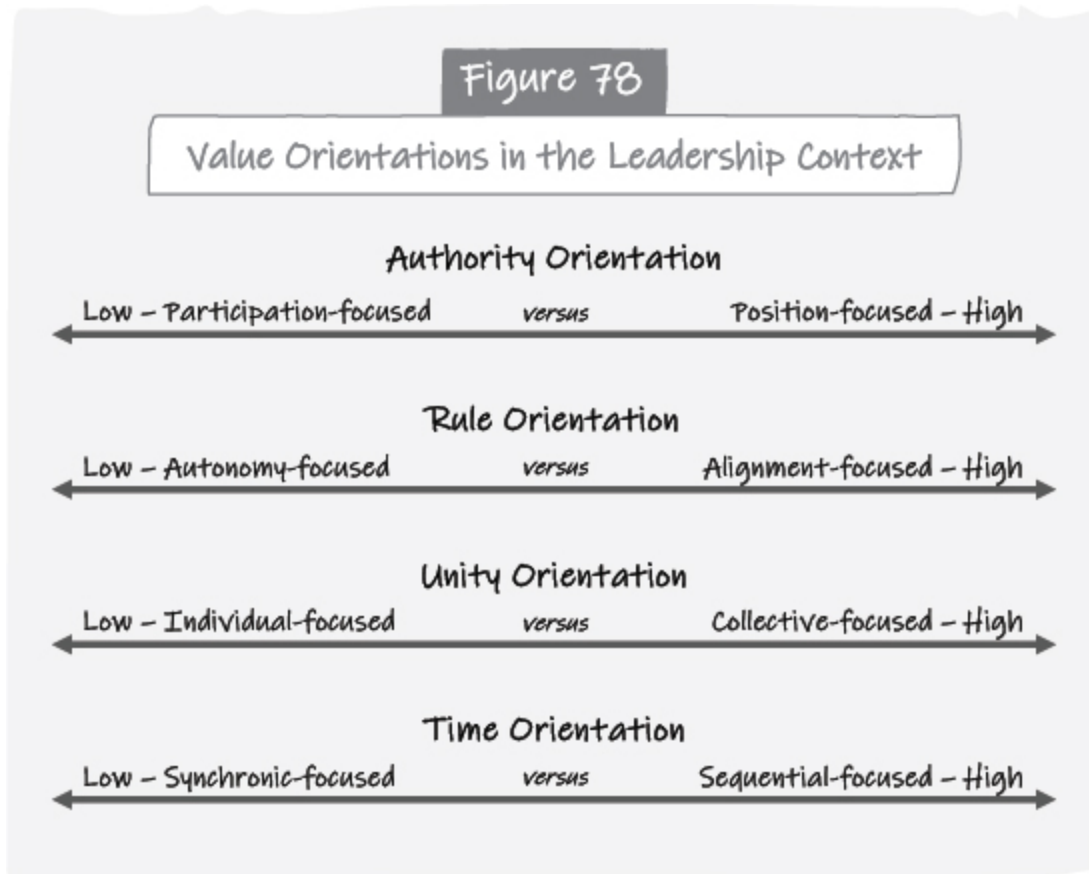 Figure 78
Value Orientations in the Leadership Context
Authority Orientation
Low – Participation-focused versus Position-focused – High
Rule Orientation
Low – Autonomy-focused versus Alignment-focused – High
Unity Orientation
Low – Individual-focused versus Collective-focused – High
Time Orientation
Low – Synchronic-focused versus Sequential-focused – High